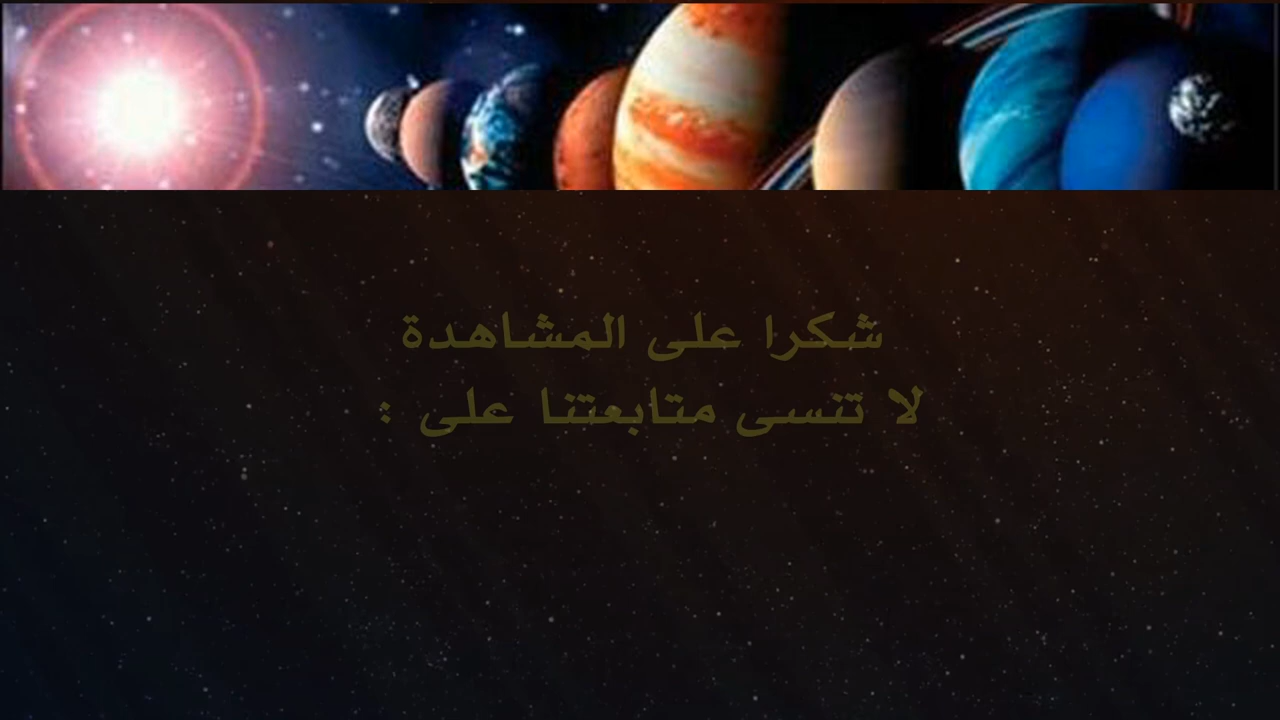 شكرا على المشاهدة
لا تنسى متابعتنا على :